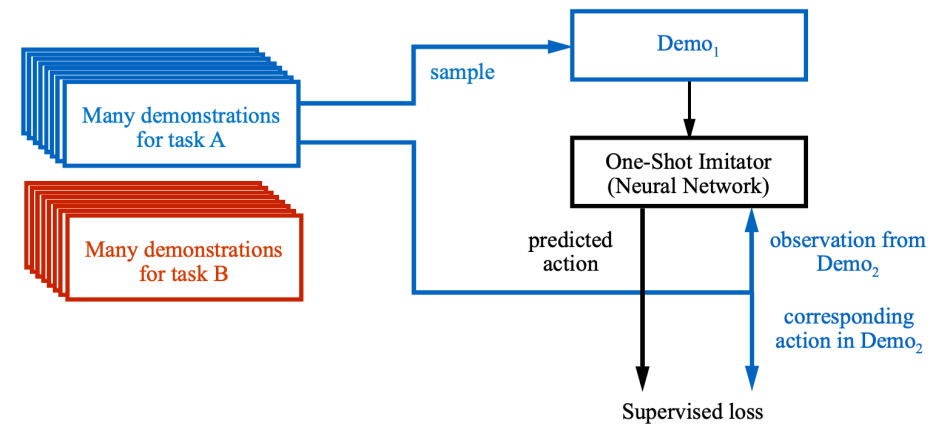 Many demonstrations
for task A
Many demonstrations
for task B
sample
Demo₁
One-Shot Imitator
(Neural Network)
predicted
action
observation from
Demo₂
corresponding
action in Demo₂
Supervised loss